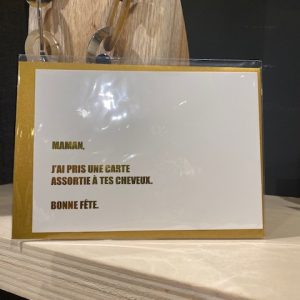 MAMAN,
J'AI PRIS UNE CARTE
ASSORTIE À TES CHEVEUX.
BONNE FÊTE.